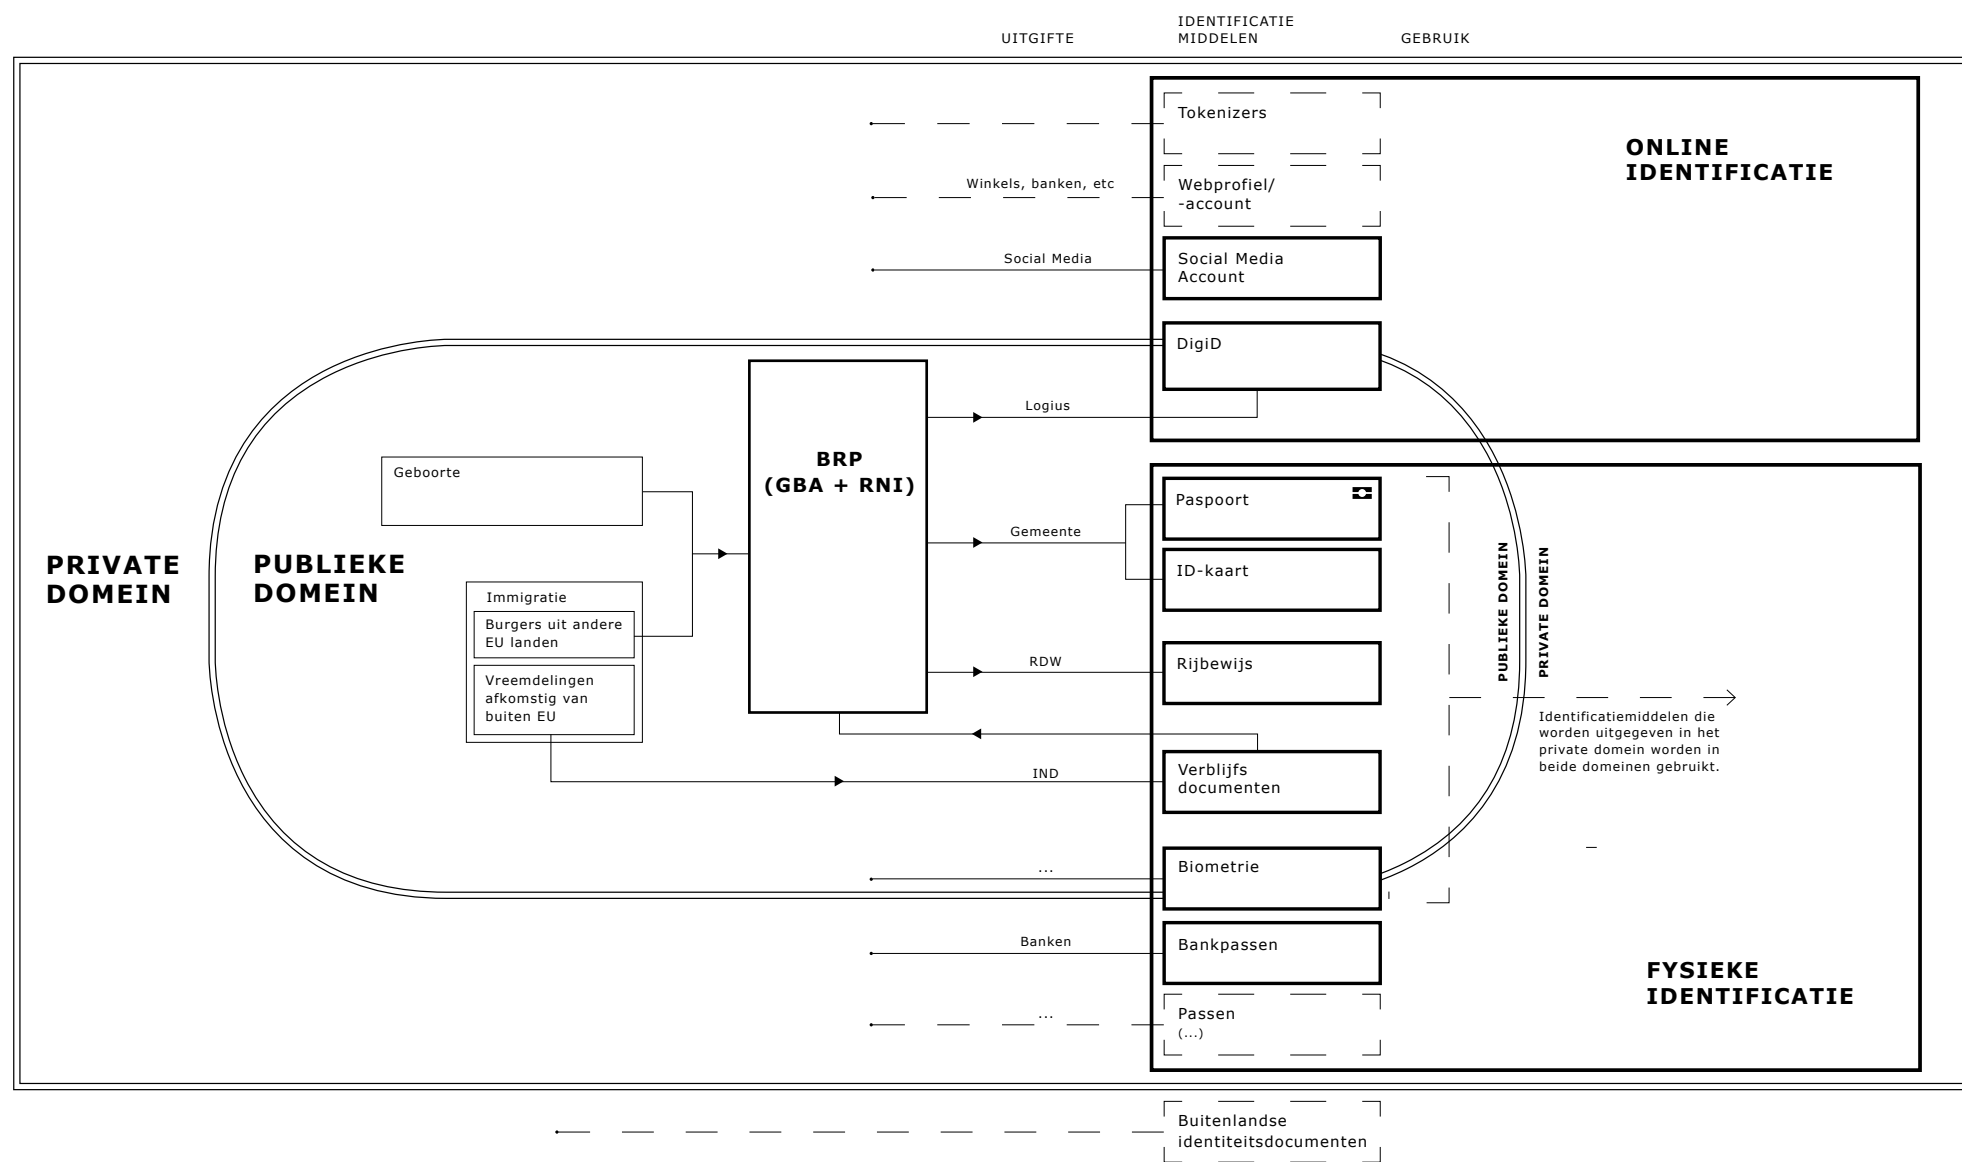 UITGIFTE
IDENTIFICATIE
MIDDELEN
GEBRUIK
Tokenizers
ONLINE
IDENTIFICATIE
Winkels, banken, etc
Webprofiel/
-account
Social Media
Social Media
Account
DigiD
Logius
BRP
(GBA + RNI)
Geboorte
Paspoort
Gemeente
ID-kaart
PRIVATE
DOMEIN
PUBLIEKE
DOMEIN
Immigratie
Burgers uit andere
EU landen
Vreemdelingen
afkomstig van
buiten EU
RDW
Rijbewijs
PUBLIEKE DOMEIN
PRIVATE DOMEIN
Identificatiemiddelen die
worden uitgegeven in het
private domein worden in
beide domeinen gebruikt.
IND
Verblijfs
documenten
...
Biometrie
Banken
Bankpassen
FYSIEKE
IDENTIFICATIE
...
Passen
(...)
Buitenlandse
identiteitsdocumenten